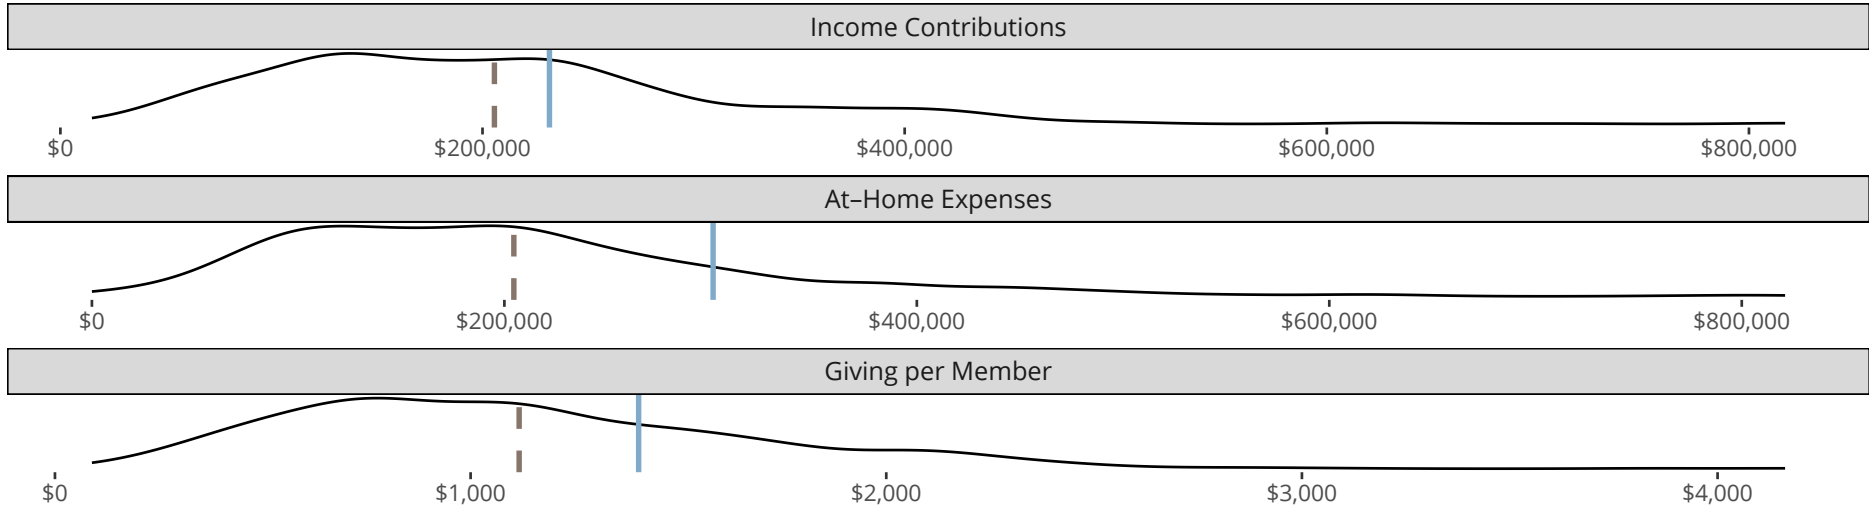 Income Contributions
$0 $200,000 $400,000 $600,000 $800,000
At–Home Expenses
$0 $200,000 $400,000 $600,000 $800,000
Giving per Member
$0 $1,000 $2,000 $3,000 $4,000